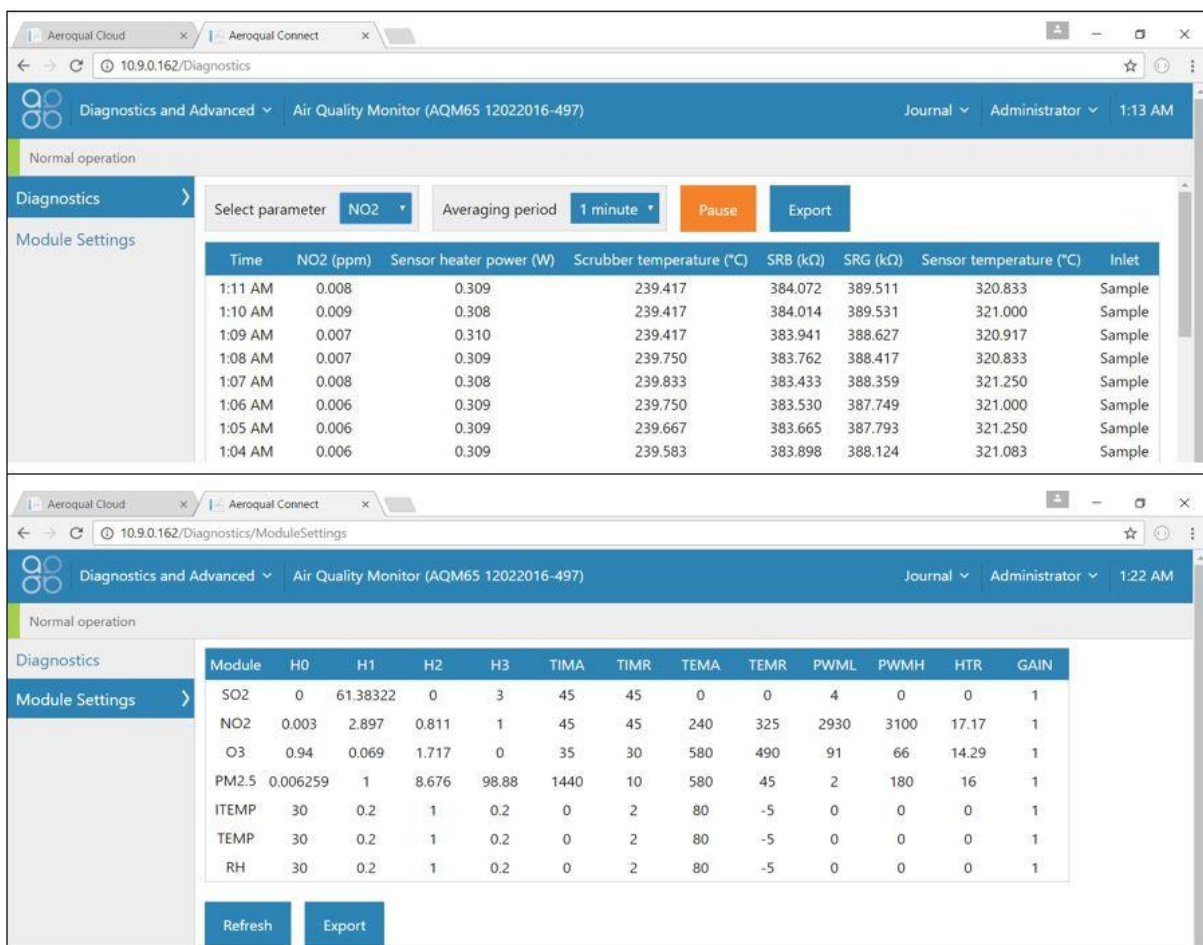 Aeroqual Cloud Aeroqual Connect
10.9.0.162/Diagnostics
Diagnostics and Advanced Air Quality Monitor (AQM65 12022016-497) Journal Administrator 1:13 AM
Normal operation
Diagnostics
Module Settings
Select parameter NO2 Averaging period 1 minute Pause Export
Time NO2 (ppm) Sensor heater power (W) Scrubber temperature (°C) SRB (kΩ) SRG (kΩ) Sensor temperature (°C) Inlet
1:11 AM 0.008 0.309 239.417 384.072 389.511 320.833 Sample
1:10 AM 0.009 0.308 239.417 384.014 389.531 321.000 Sample
1:09 AM 0.007 0.310 239.417 383.941 388.627 320.917 Sample
1:08 AM 0.007 0.309 239.750 383.762 388.417 320.833 Sample
1:07 AM 0.008 0.308 239.833 383.433 388.359 321.250 Sample
1:06 AM 0.006 0.309 239.750 383.530 387.749 321.000 Sample
1:05 AM 0.006 0.309 239.667 383.665 387.793 321.250 Sample
1:04 AM 0.006 0.309 239.583 383.898 388.124 321.083 Sample
Aeroqual Cloud Aeroqual Connect
10.9.0.162/Diagnostics/ModuleSettings
Diagnostics and Advanced Air Quality Monitor (AQM65 12022016-497) Journal Administrator 1:22 AM
Normal operation
Diagnostics
Module Settings
Module H0 H1 H2 H3 TIMA TIMR TEMA TEMR PWML PWMH HTR GAIN
SO2 0 61.38322 0 3 45 45 0 0 4 0 0 1
NO2 0.003 2.897 0.811 1 45 45 240 325 2930 3100 17.17 1
O3 0.94 0.069 1.717 0 35 30 580 490 91 66 14.29 1
PM2.5 0.006259 1 8.676 98.88 1440 10 580 45 2 180 16 1
ITEMP 30 0.2 1 0.2 0 2 80 -5 0 0 0 1
TEMP 30 0.2 1 0.2 0 2 80 -5 0 0 0 1
RH 30 0.2 1 0.2 0 2 80 -5 0 0 0 1
Refresh Export